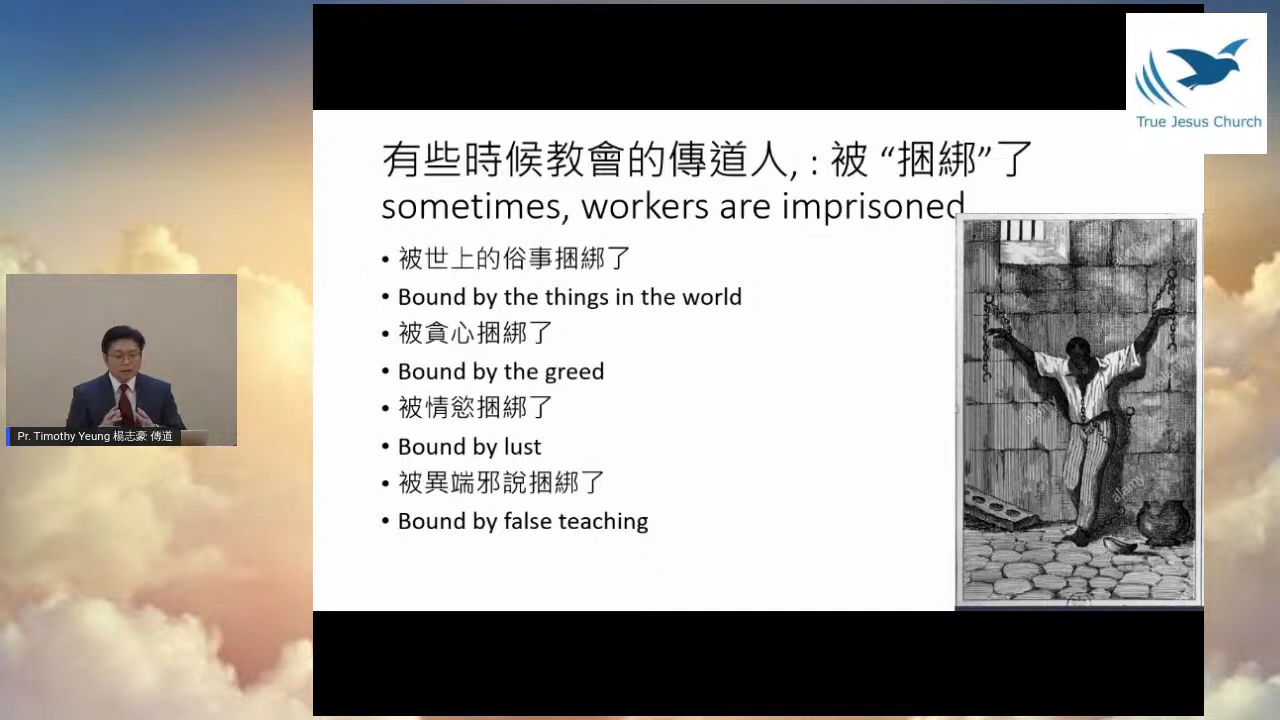 True Jesus Church
有些時候教會的傳道人, : 被 “捆綁”了
sometimes, workers are imprisoned
• 被世上的俗事捆綁了
• Bound by the things in the world
• 被貪心捆綁了
• Bound by the greed
• 被情慾捆綁了
• Bound by lust
• 被異端邪說捆綁了
• Bound by false teaching
Pr. Timothy Yeung 楊志豪 傳道
alamy
alamy